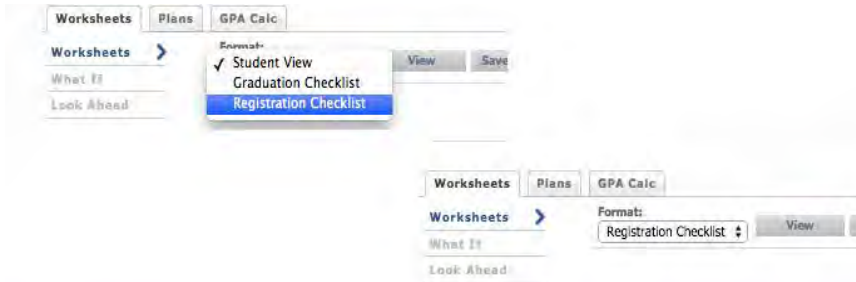 Worksheets Plans GPA Calc
Worksheets
Format:
✓ Student View
View Save
What If
Graduation Checklist
Look Ahead
Registration Checklist
Worksheets Plans GPA Calc
Worksheets
Format:
Registration Checklist
View
What If
Look Ahead